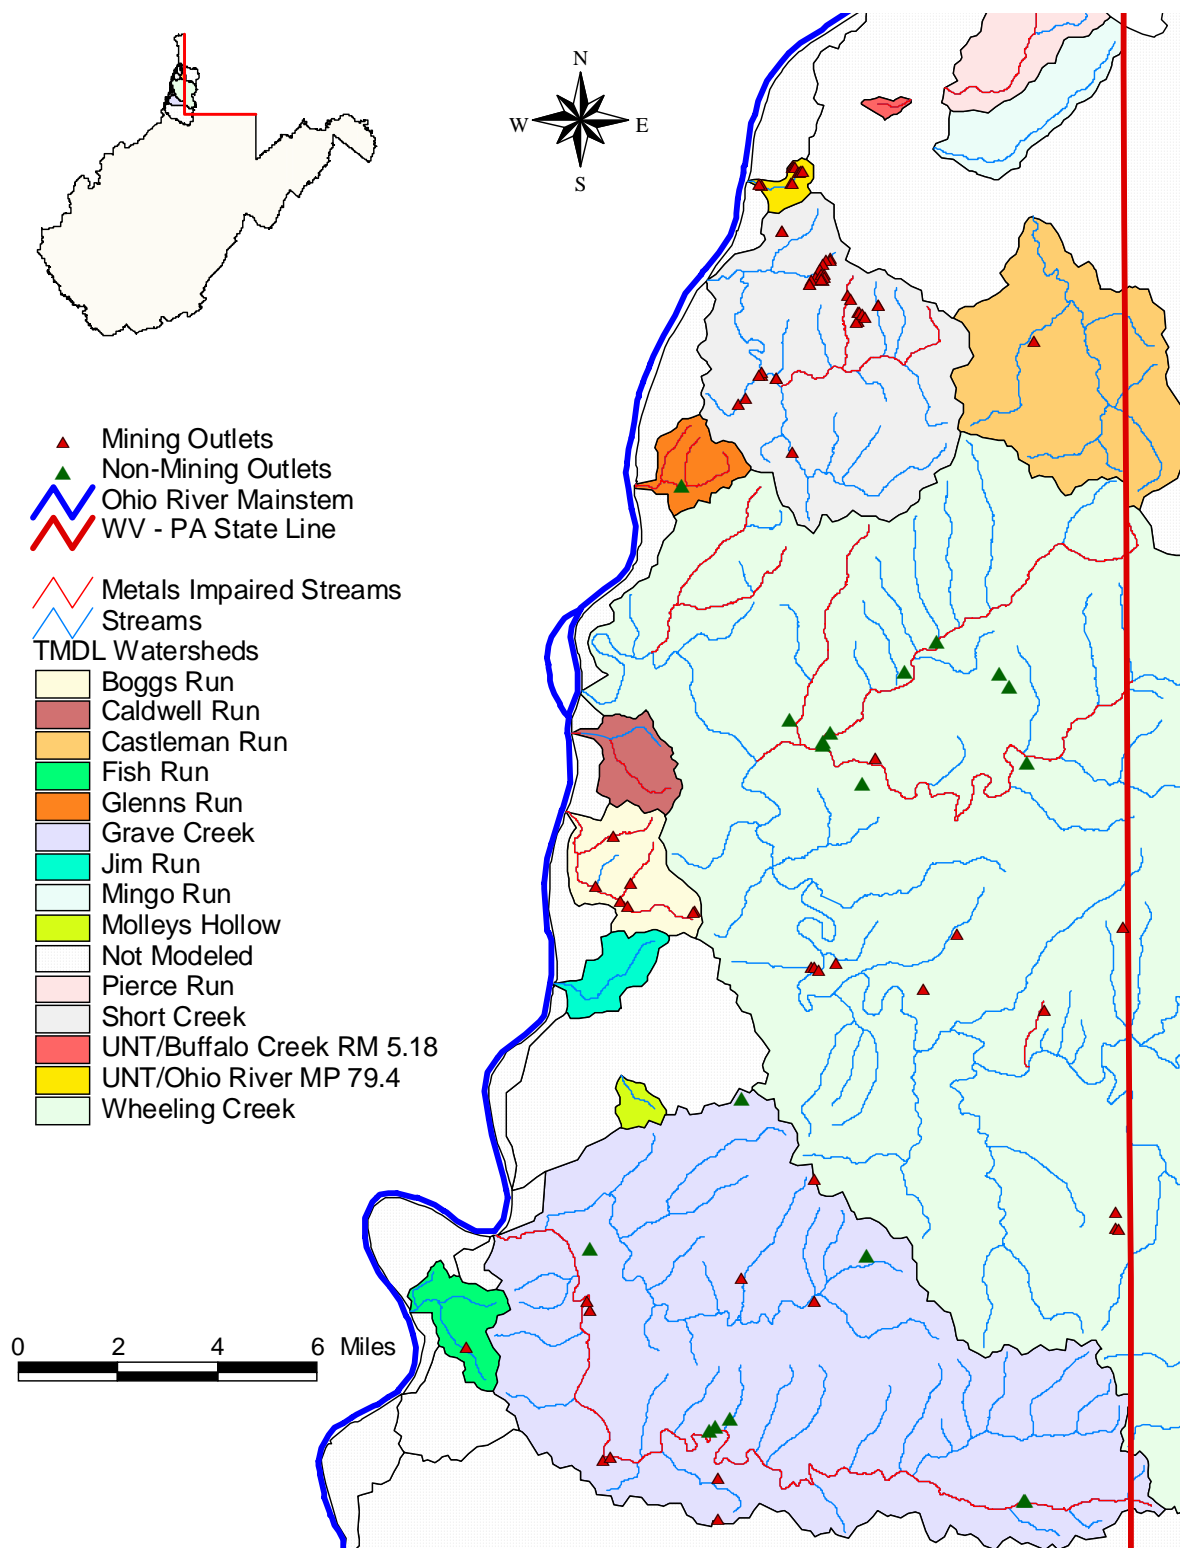 N
W
E
S
Mining Outlets
Non-Mining Outlets
Ohio River Mainstem
WV - PA State Line
Metals Impaired Streams
Streams
TMDL Watersheds
Boggs Run
Caldwell Run
Castleman Run
Fish Run
Glenns Run
Grave Creek
Jim Run
Mingo Run
Molleys Hollow
Not Modeled
Pierce Run
Short Creek
UNT/Buffalo Creek RM 5.18
UNT/Ohio River MP 79.4
Wheeling Creek
0 2 4 6 Miles